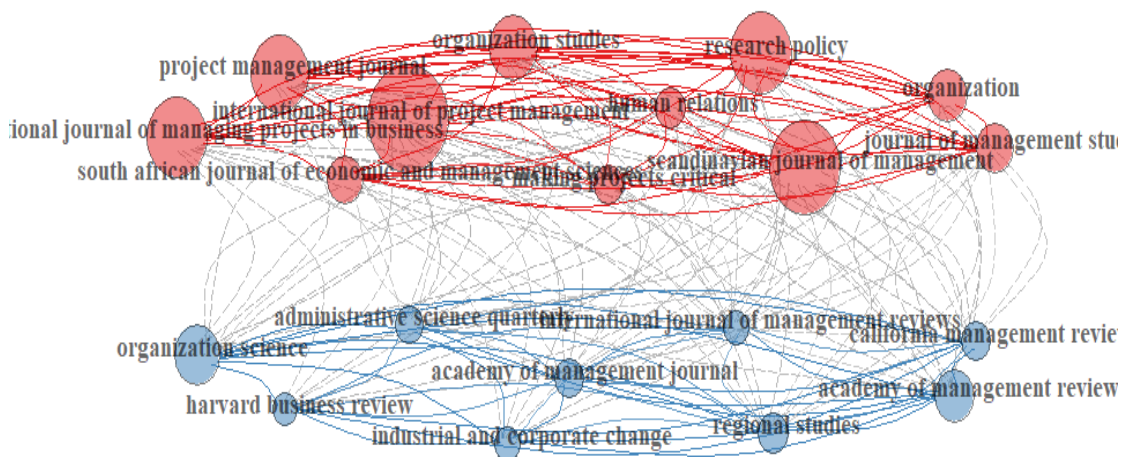 organization studies
research policy
project management journal
organization
international journal of project management
human relations
tional journal of managing projects in business
journal of management stu
scandinavian journal of management
south african journal of economic and management sciences
making projects critical
administrative science quarterly
international journal of management reviews
california management revie
organization science
academy of management journal
academy of management review
harvard business review
regional studies
industrial and corporate change